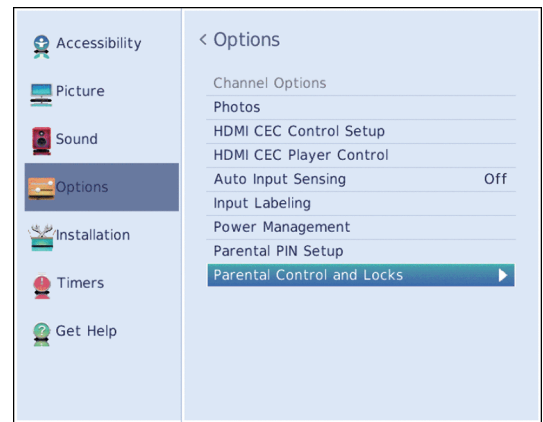 Accessibility
Picture
Sound
Options
Installation
Timers
Get Help
< Options
Channel Options
Photos
HDMI CEC Control Setup
HDMI CEC Player Control
Auto Input Sensing Off
Input Labeling
Power Management
Parental PIN Setup
Parental Control and Locks